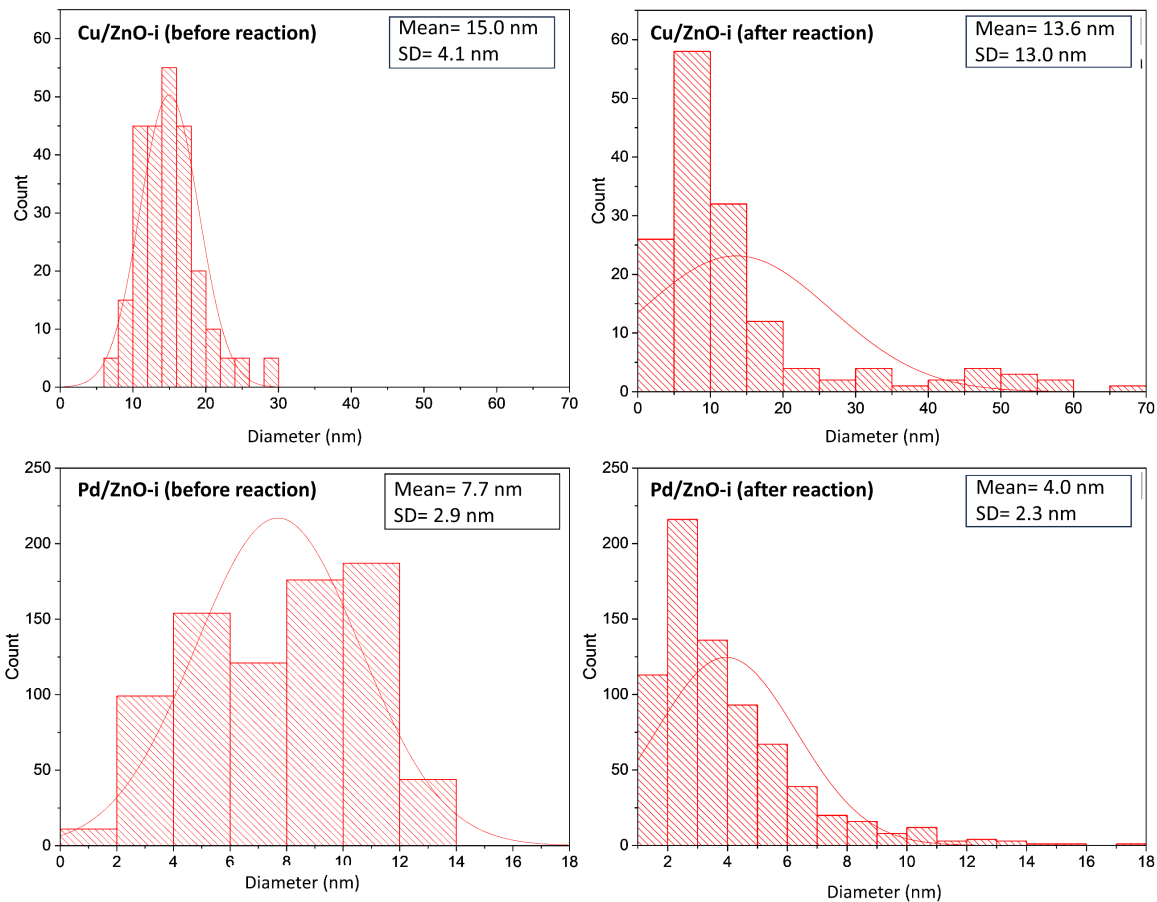 Cu/ZnO-i (before reaction)
Mean= 15.0 nm
SD= 4.1 nm
60
50
40
30
20
10
0
Count
0 10 20 30 40 50 60 70
Diameter (nm)
Cu/ZnO-i (after reaction)
Mean= 13.6 nm
SD= 13.0 nm
60
50
40
30
20
10
0
Count
0 10 20 30 40 50 60 70
Diameter (nm)
Pd/ZnO-i (before reaction)
Mean= 7.7 nm
SD= 2.9 nm
250
200
150
100
50
0
Count
0 2 4 6 8 10 12 14 16 18
Diameter (nm)
Pd/ZnO-i (after reaction)
Mean= 4.0 nm
SD= 2.3 nm
250
200
150
100
50
0
Count
2 4 6 8 10 12 14 16 18
Diameter (nm)